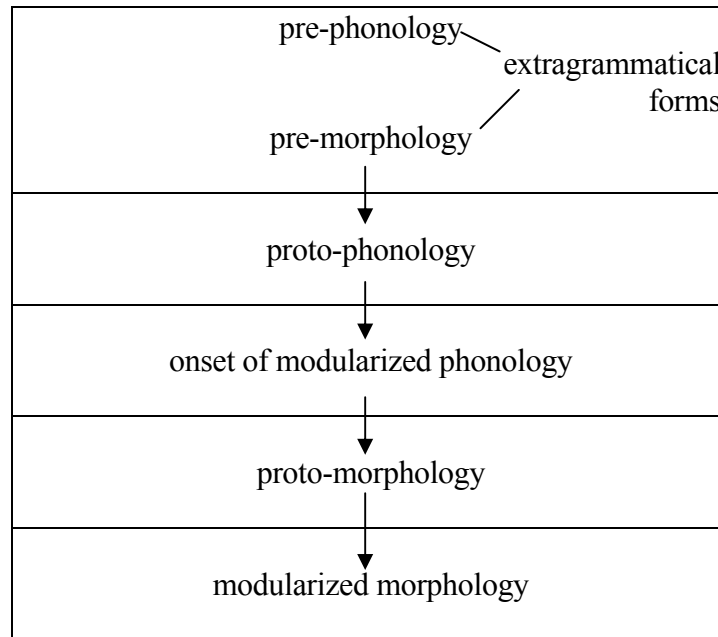 pre-phonology
extragrammatical
forms
pre-morphology
proto-phonology
onset of modularized phonology
proto-morphology
modularized morphology